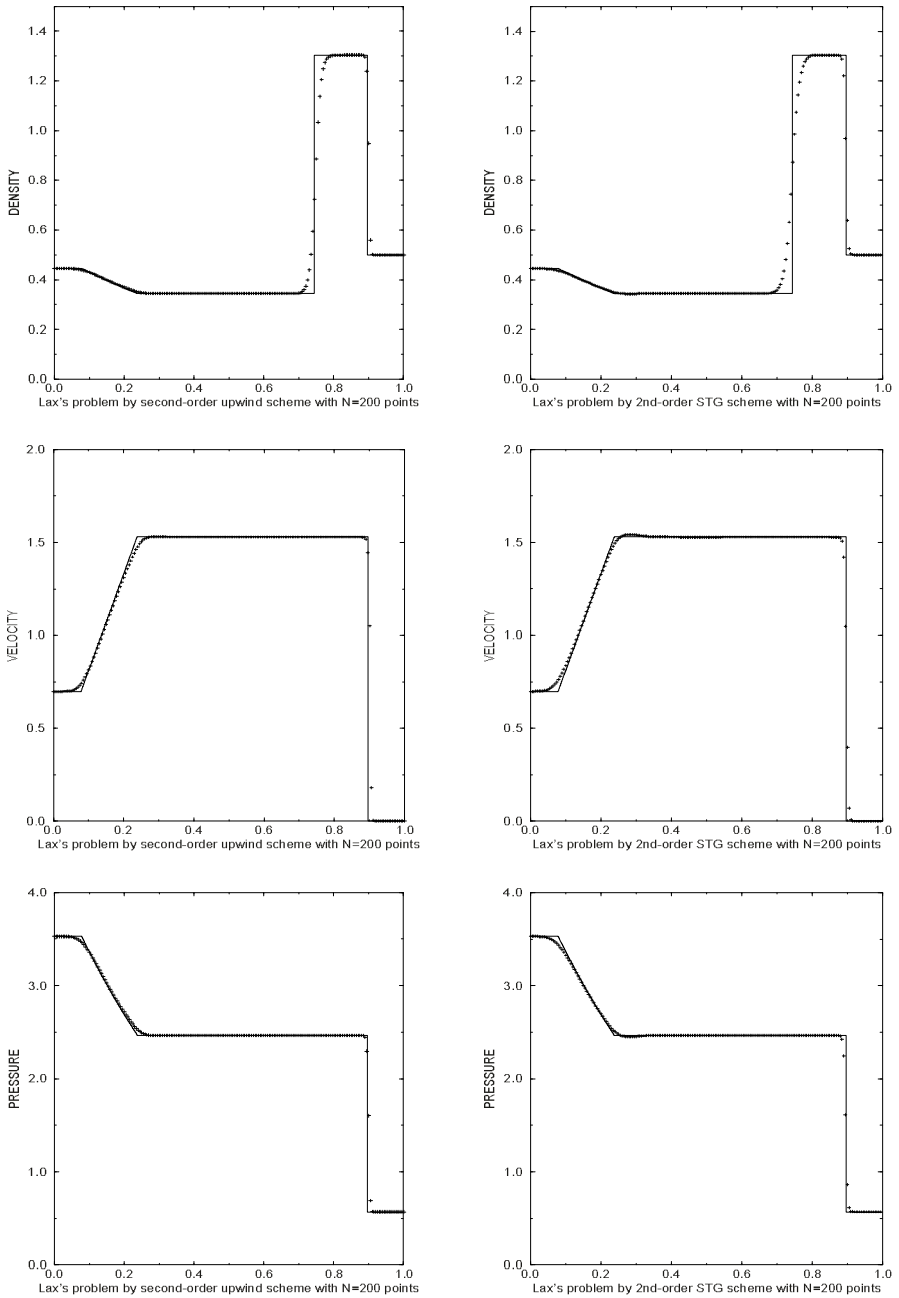 1.4
1.2
1.0
0.8
0.6
0.4
0.2
0.0
DENSITY
0.0 0.2 0.4 0.6 0.8 1.0
Lax's problem by second-order upwind scheme with N=200 points
1.4
1.2
1.0
0.8
0.6
0.4
0.2
0.0
DENSITY
0.0 0.2 0.4 0.6 0.8 1.0
Lax's problem by 2nd-order STG scheme with N=200 points
2.0
1.5
1.0
0.5
0.0
VELOCITY
0.0 0.2 0.4 0.6 0.8 1.0
Lax's problem by second-order upwind scheme with N=200 points
2.0
1.5
1.0
0.5
0.0
VELOCITY
0.0 0.2 0.4 0.6 0.8 1.0
Lax's problem by 2nd-order STG scheme with N=200 points
4.0
3.0
2.0
1.0
0.0
PRESSURE
0.0 0.2 0.4 0.6 0.8 1.0
Lax's problem by second-order upwind scheme with N=200 points
4.0
3.0
2.0
1.0
0.0
PRESSURE
0.0 0.2 0.4 0.6 0.8 1.0
Lax's problem by 2nd-order STG scheme with N=200 points